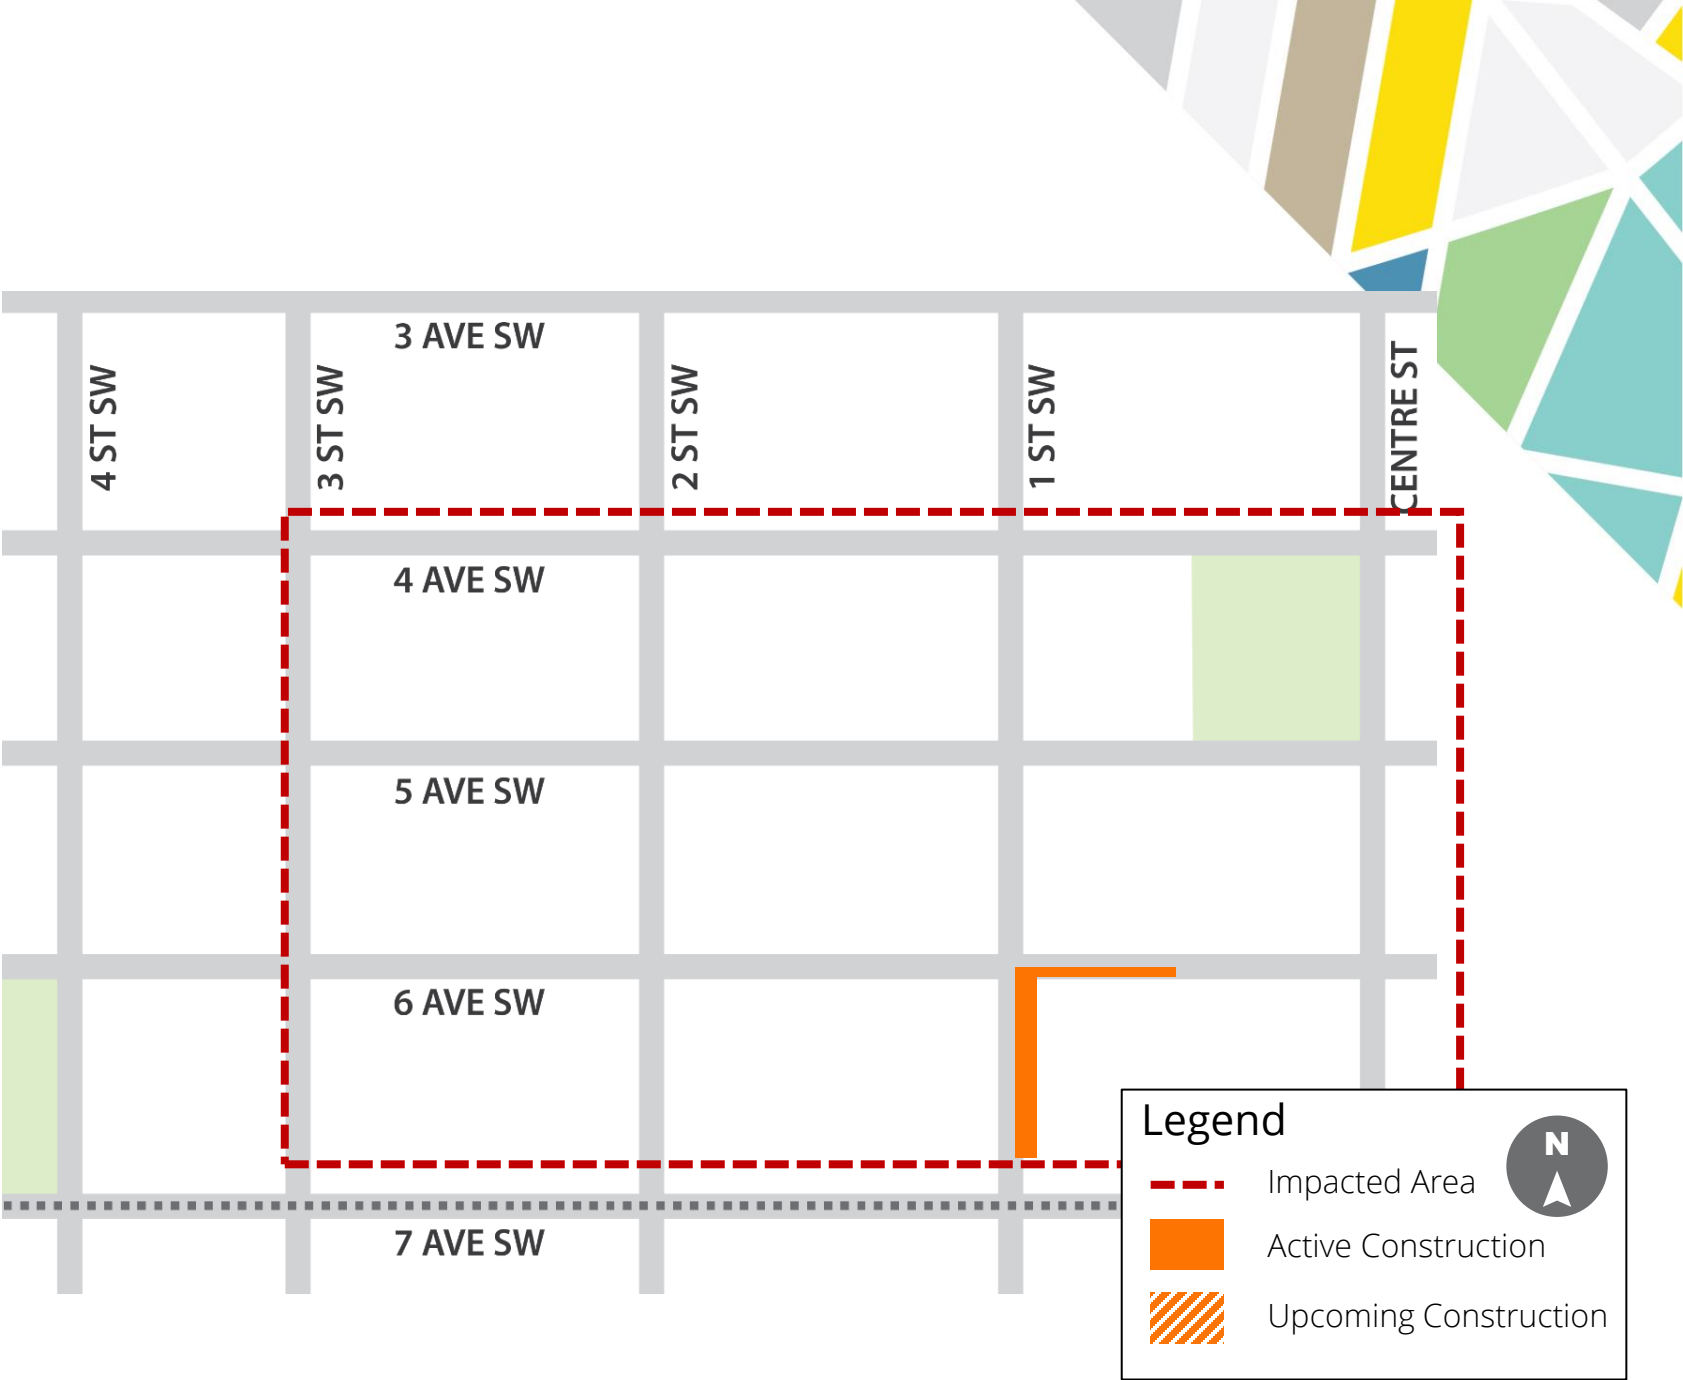 3 AVE SW
4 ST SW
3 ST SW
2 ST SW
1 ST SW
CENTRE ST
4 AVE SW
5 AVE SW
6 AVE SW
7 AVE SW
Legend
N
Impacted Area
Active Construction
Upcoming Construction